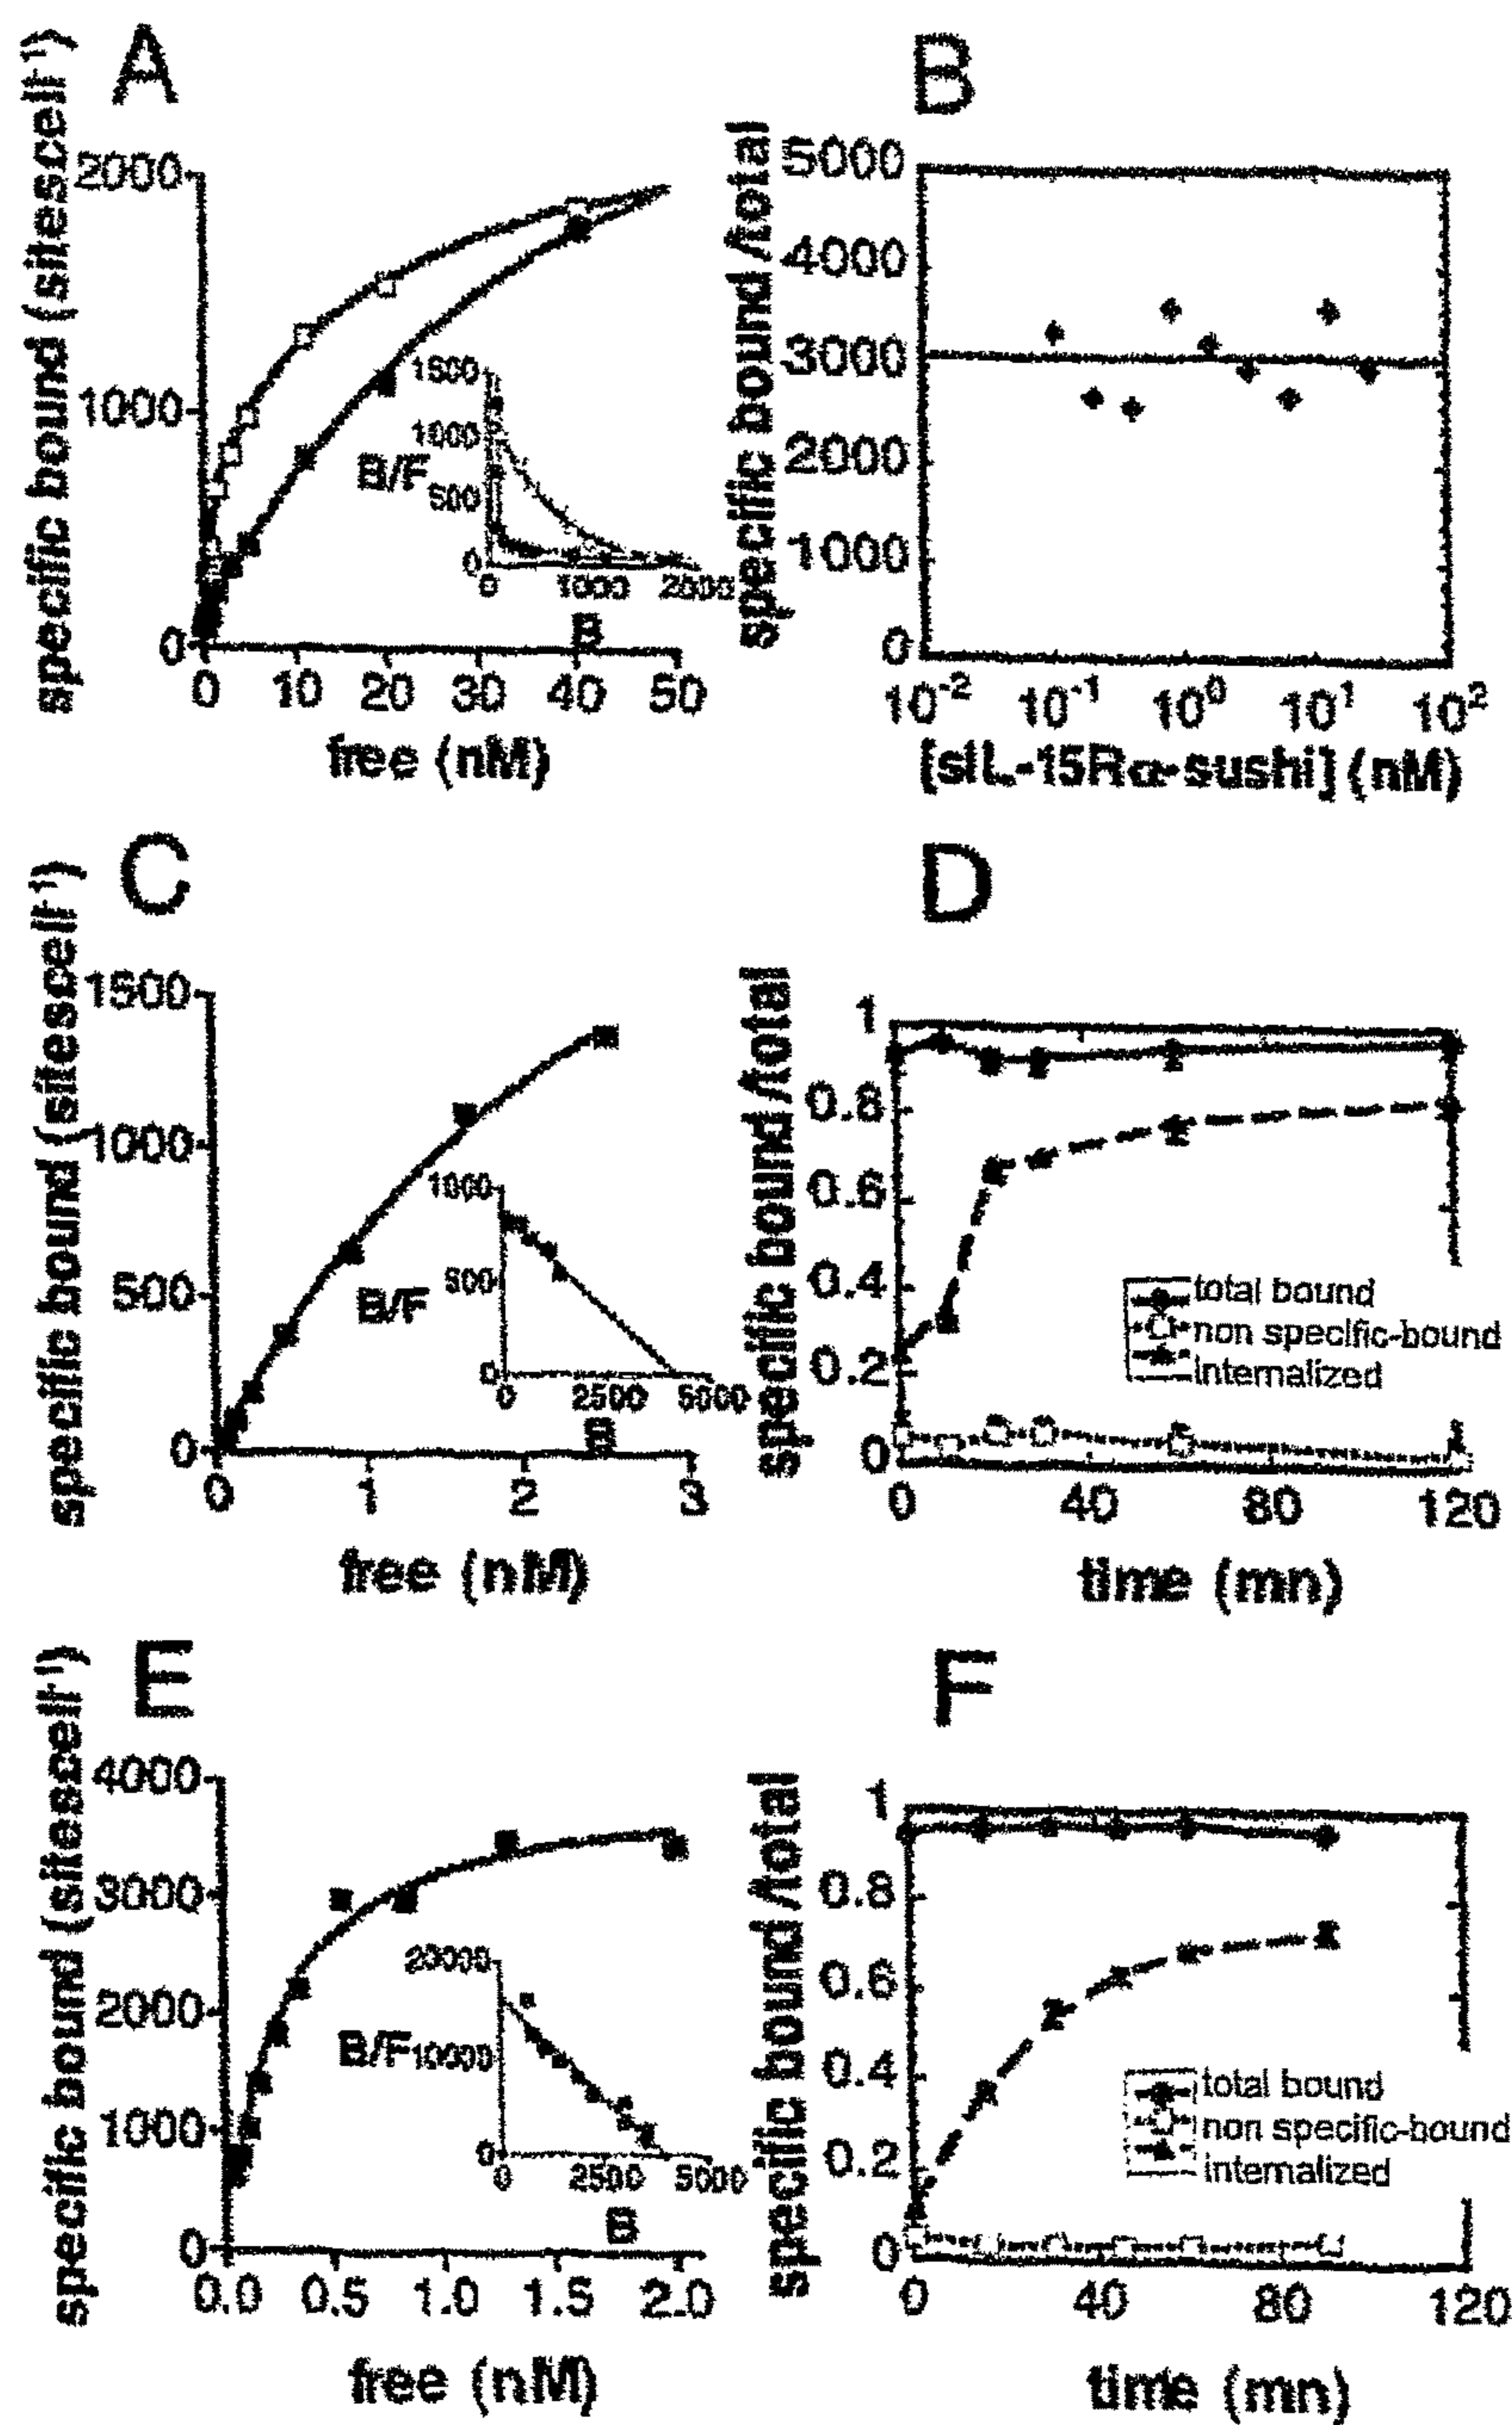 A
specific bound (sitescell⁻¹)
2000
1000
0
0 10 20 30 40 50
free (nM)
B/F
1500
1000
500
0
0 1000 2000
B
B
specific bound /total
5000
4000
3000
2000
1000
0
10⁻² 10⁻¹ 10⁰ 10¹ 10²
[sIL-15Rα-sushi] (nM)
C
specific bound (sitescell⁻¹)
1500
1000
500
0
0 1 2 3
free (nM)
B/F
1000
500
0
0 2500 5000
B
D
specific bound /total
1
0.8
0.6
0.4
0.2
0
0 40 80 120
time (mn)
total bound
non specific-bound
internalized
E
specific bound (sitescell⁻¹)
4000
3000
2000
1000
0
0.0 0.5 1.0 1.5 2.0
free (nM)
B/F
20000
10000
0
0 2500 5000
B
F
specific bound /total
1
0.8
0.6
0.4
0.2
0
0 40 80 120
time (mn)
total bound
non specific-bound
internalized